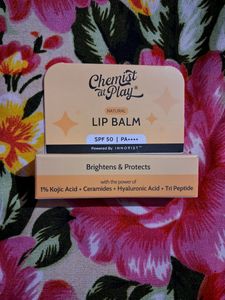 Chemist
at Play®
NATURAL
LIP BALM
SPF 50 | PA++++
Powered By INNOVIST
Brightens & Protects
with the power of
1% Kojic Acid + Ceramides + Hyaluronic Acid + Tri Peptide